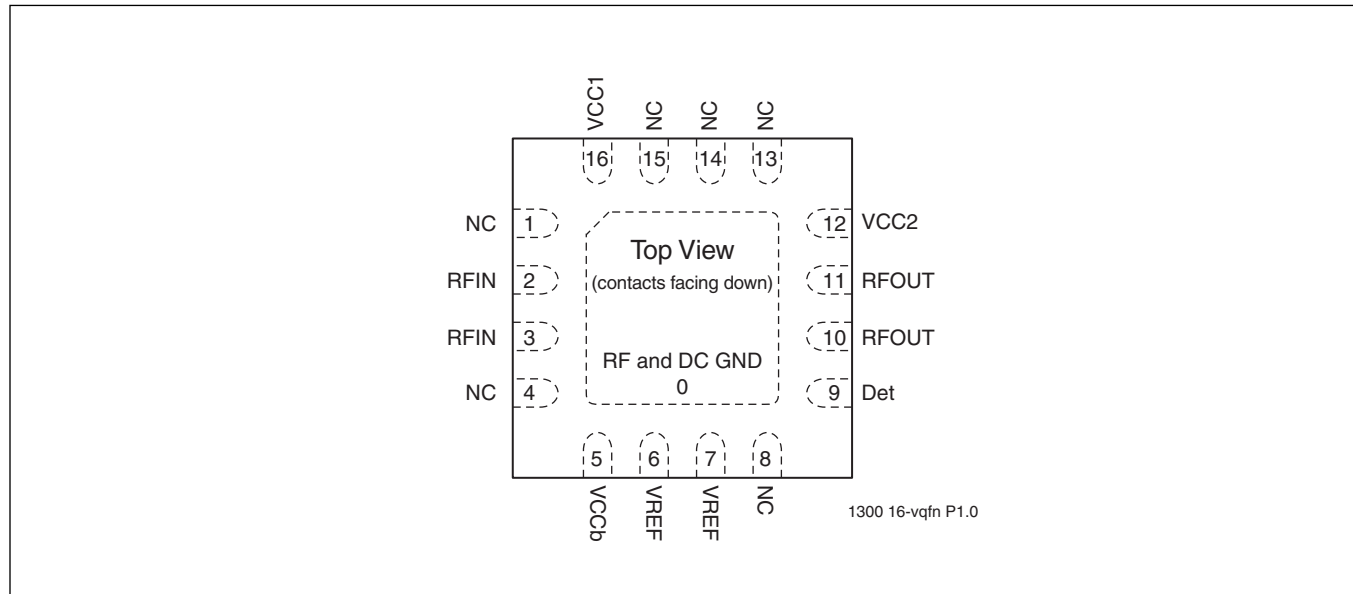 VCC1 NC NC NC
16 15 14 13
NC 1
12 VCC2
Top View
RFIN 2
(contacts facing down)
11 RFOUT
RFIN 3
10 RFOUT
RF and DC GND
0
NC 4
9 Det
5 6 7 8
VCCb VREF VREF NC
1300 16-vqfn P1.0